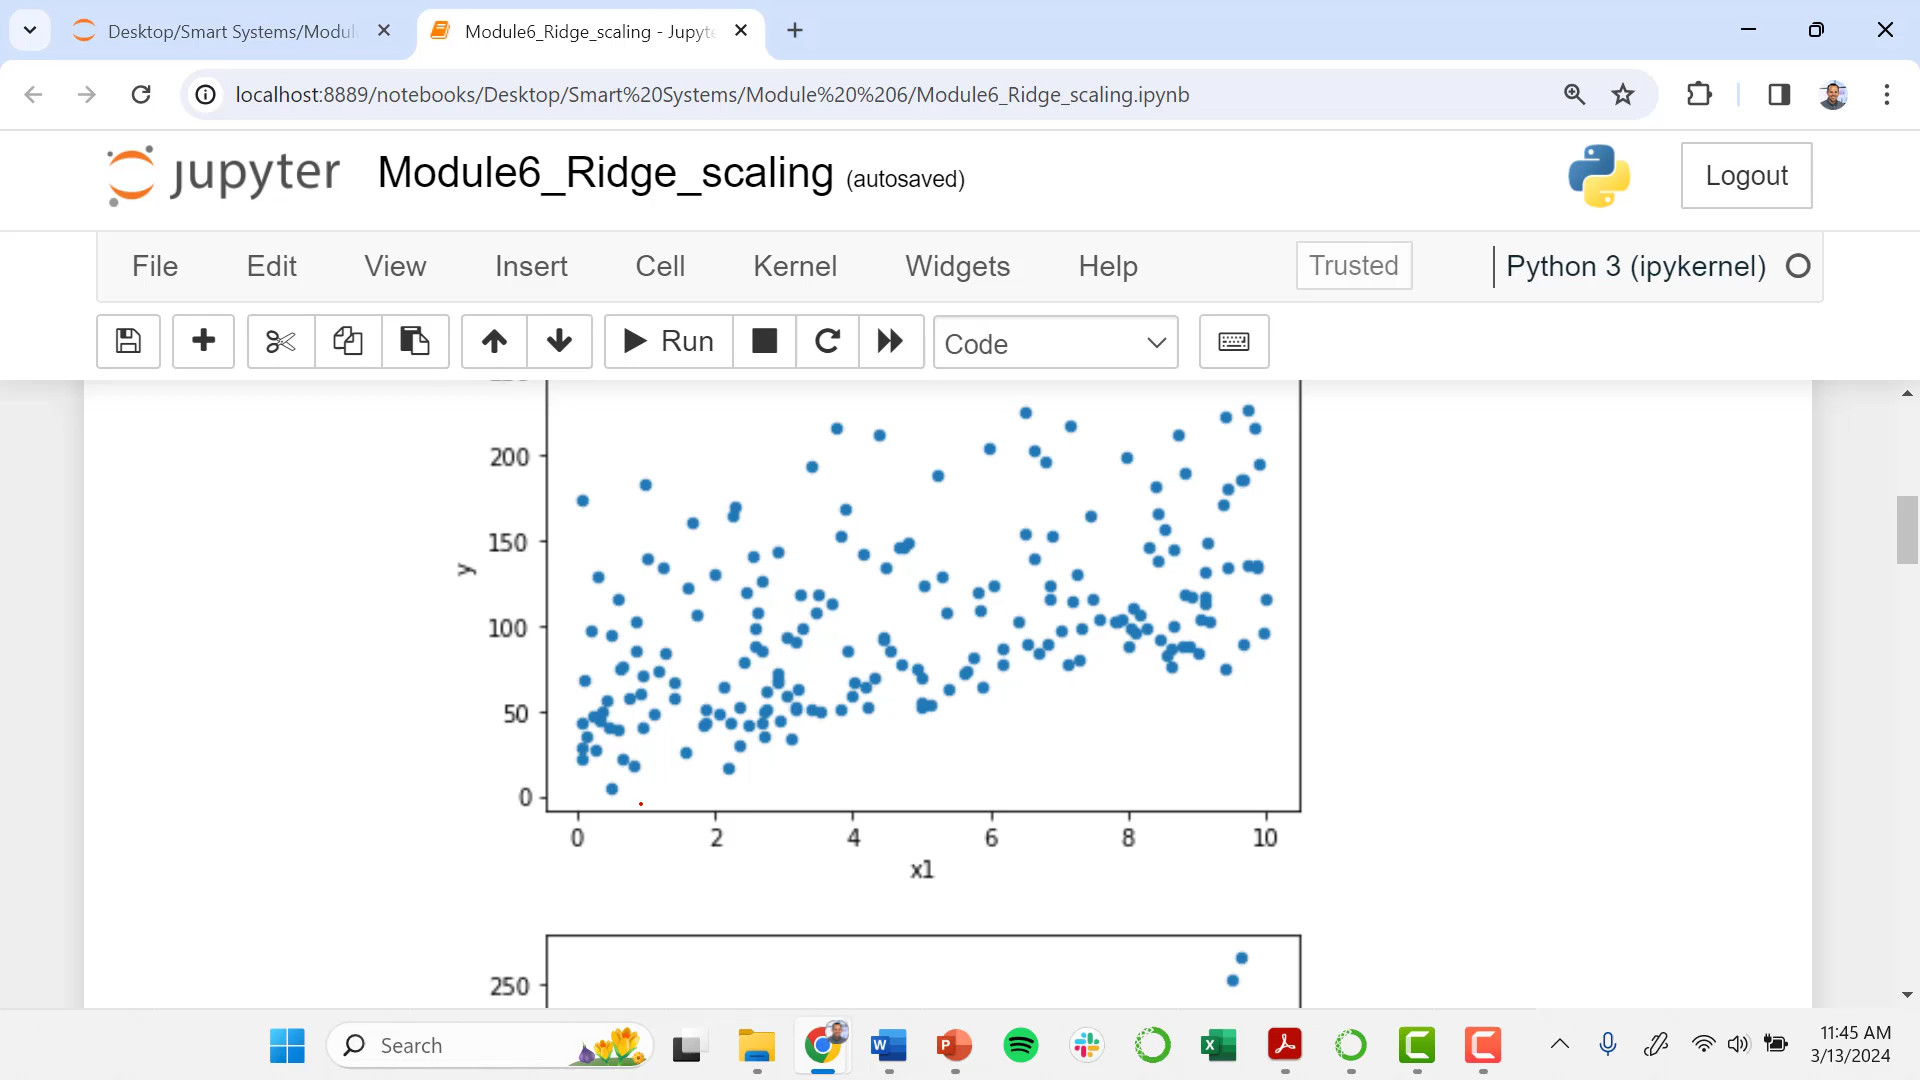 Desktop/Smart Systems/Modul
Module6_Ridge_scaling - Jupyt
localhost:8889/notebooks/Desktop/Smart%20Systems/Module%20%206/Module6_Ridge_scaling.ipynb
jupyter Module6_Ridge_scaling (autosaved)
Logout
File Edit View Insert Cell Kernel Widgets Help
Trusted
Python 3 (ipykernel)
Run
Code
200
150
100
50
0
y
0 2 4 6 8 10
x1
250
Search
11:45 AM
3/13/2024